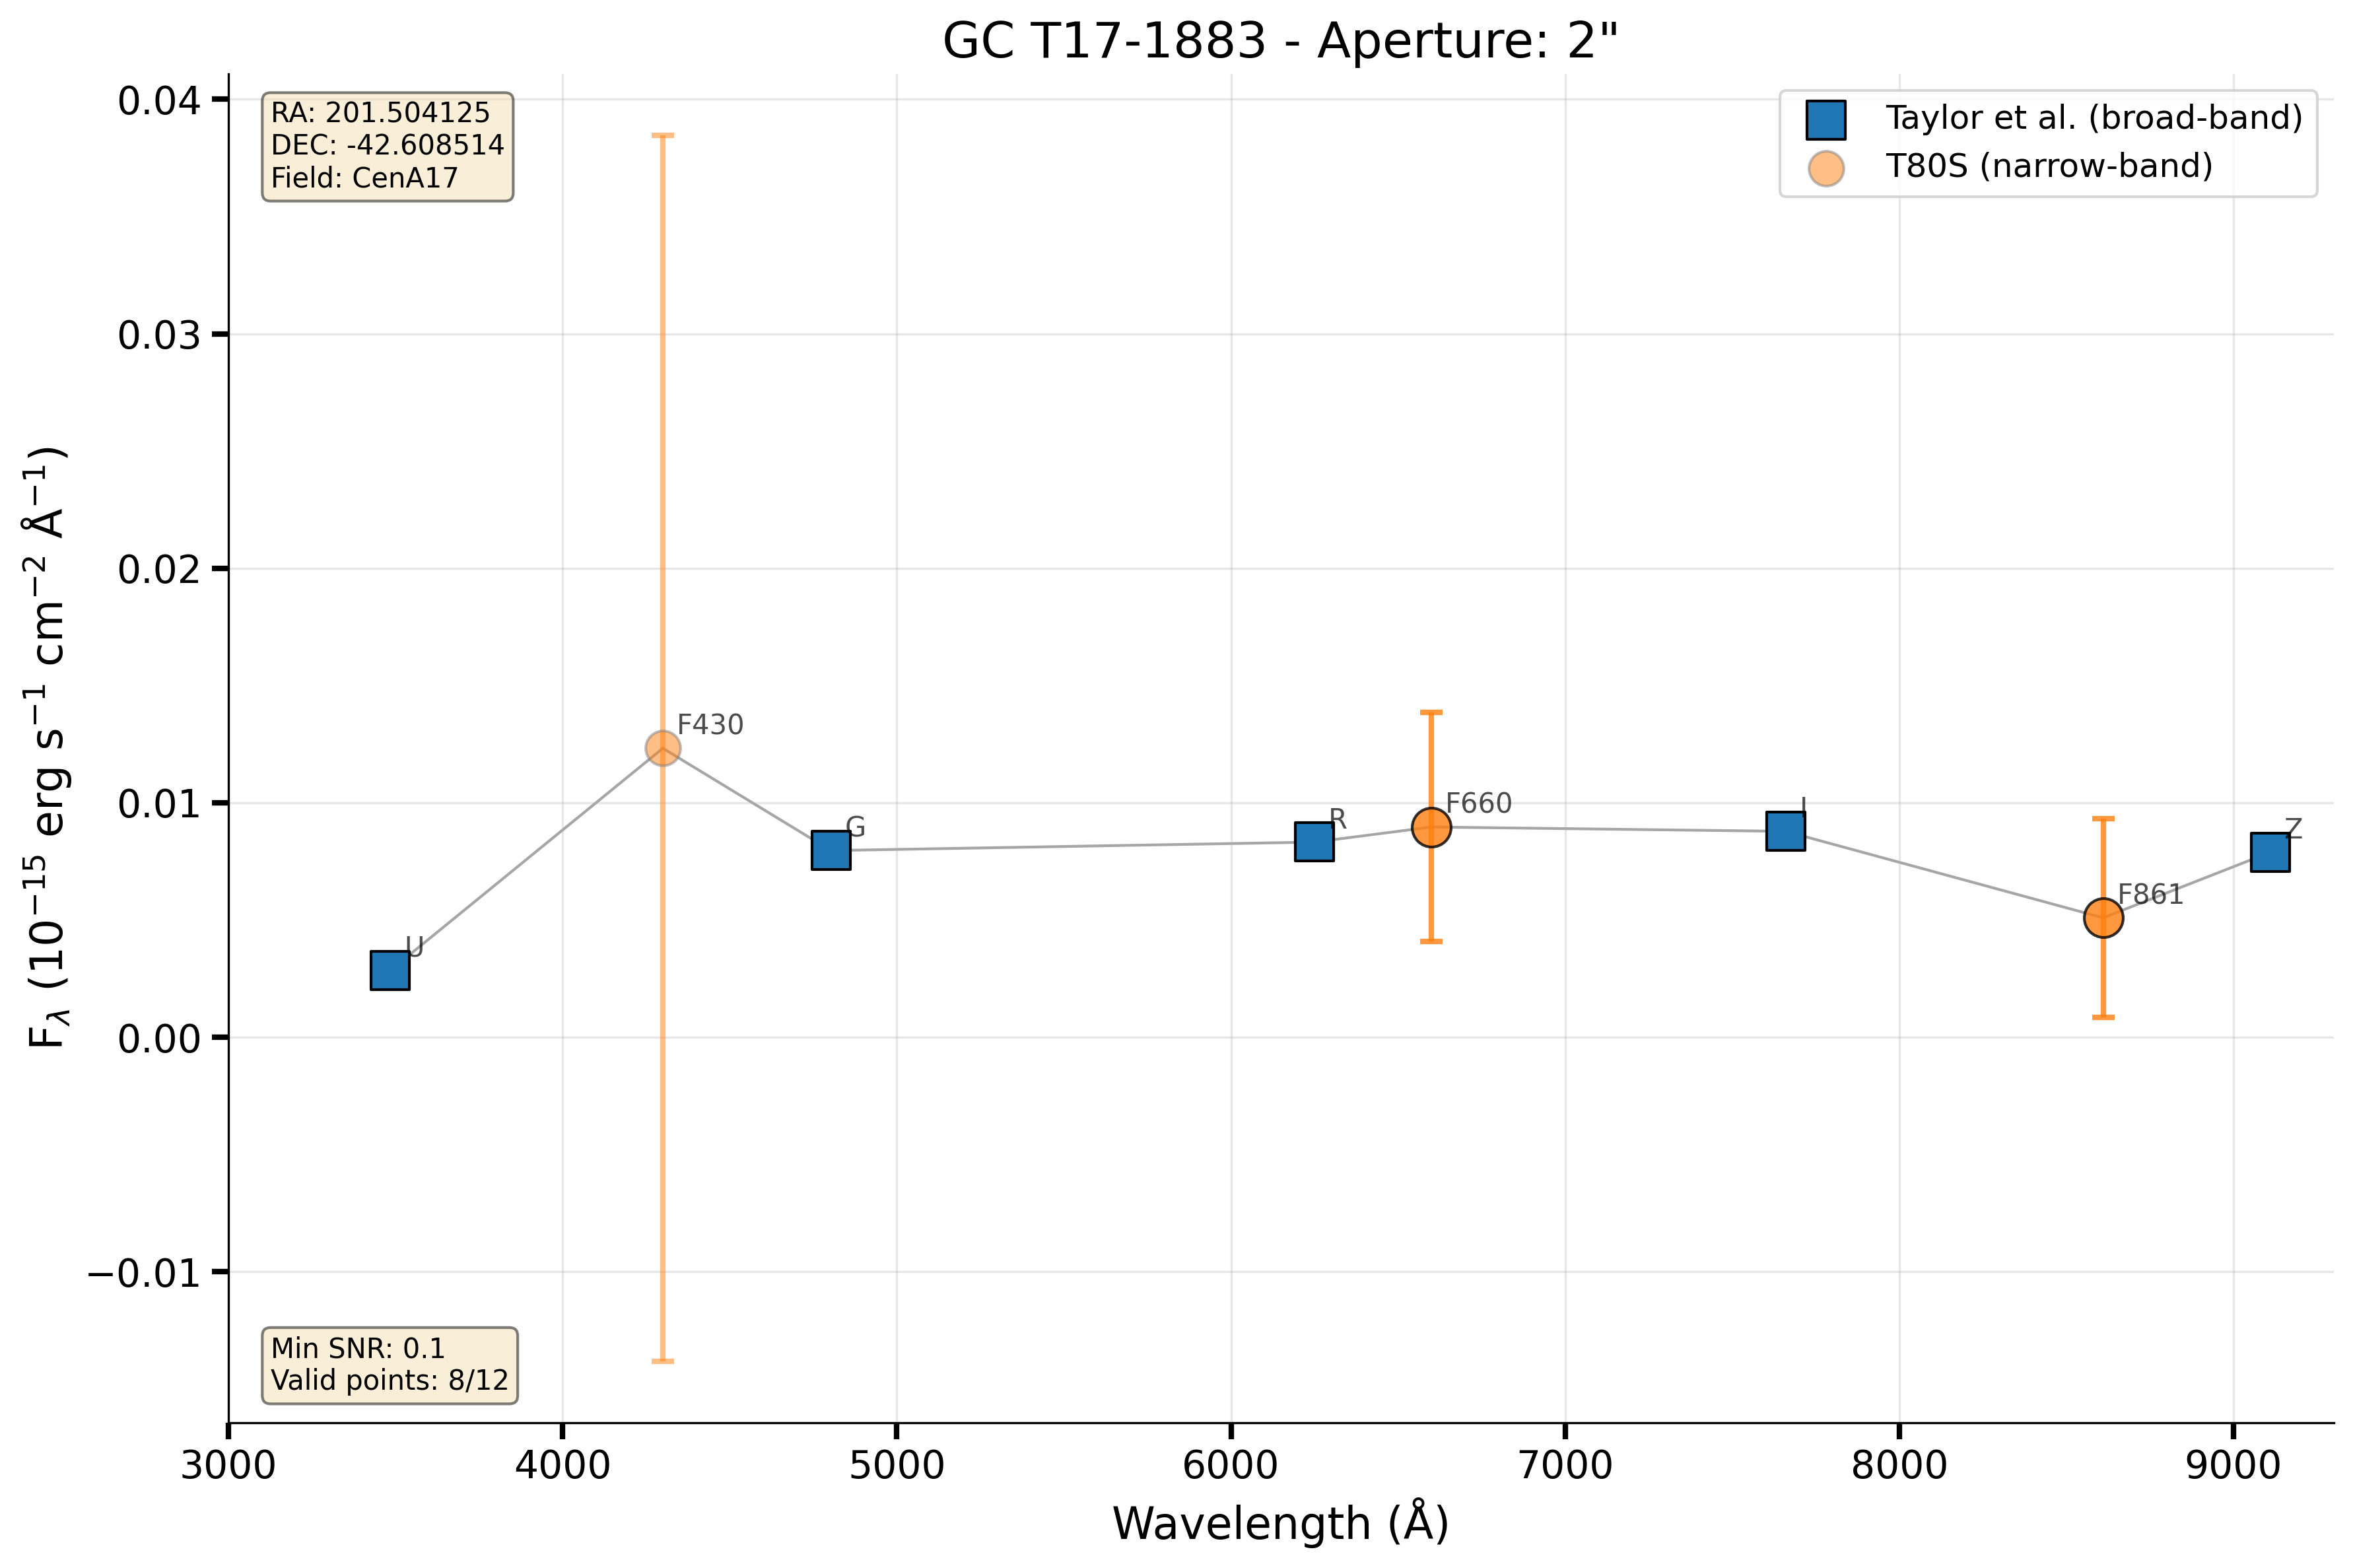 GC T17-1883 - Aperture: 2"
RA: 201.504125
DEC: -42.608514
Field: CenA17
Taylor et al. (broad-band)
T80S (narrow-band)
0.04
0.03
0.02
0.01
0.00
−0.01
F_λ (10⁻¹⁵ erg s⁻¹ cm⁻² Å⁻¹)
U
F430
G
R
F660
I
F861
Z
Min SNR: 0.1
Valid points: 8/12
3000 4000 5000 6000 7000 8000 9000
Wavelength (Å)